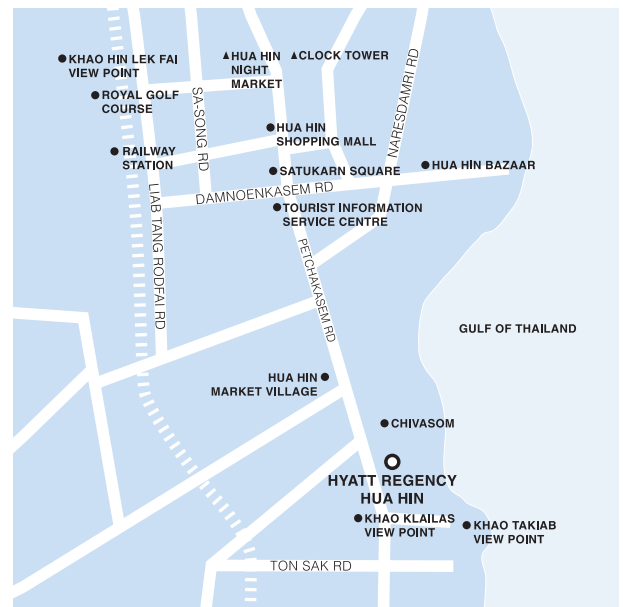 KHAO HIN LEK FAI
VIEW POINT
HUA HIN
NIGHT
MARKET
CLOCK TOWER
ROYAL GOLF
COURSE
SA-SONG RD
NARESDAMRI RD
HUA HIN
SHOPPING MALL
RAILWAY
STATION
SATUKARN SQUARE
HUA HIN BAZAAR
DAMNOENKASEM RD
LIAB TANG RODFAI RD
TOURIST INFORMATION
SERVICE CENTRE
PETCHAKASEM RD
GULF OF THAILAND
HUA HIN
MARKET VILLAGE
CHIVASOM
HYATT REGENCY
HUA HIN
KHAO KLAILAS
VIEW POINT
KHAO TAKIAB
VIEW POINT
TON SAK RD